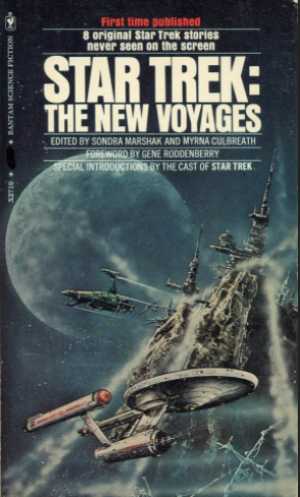 First time published
8 original Star Trek stories
never seen on the screen
STAR TREK:
THE NEW VOYAGES
EDITED BY SONDRA MARSHAK AND MYRNA CULBREATH
FOREWORD BY GENE RODDENBERRY
SPECIAL INTRODUCTIONS BY THE CAST OF STAR TREK
BANTAM SCIENCE FICTION